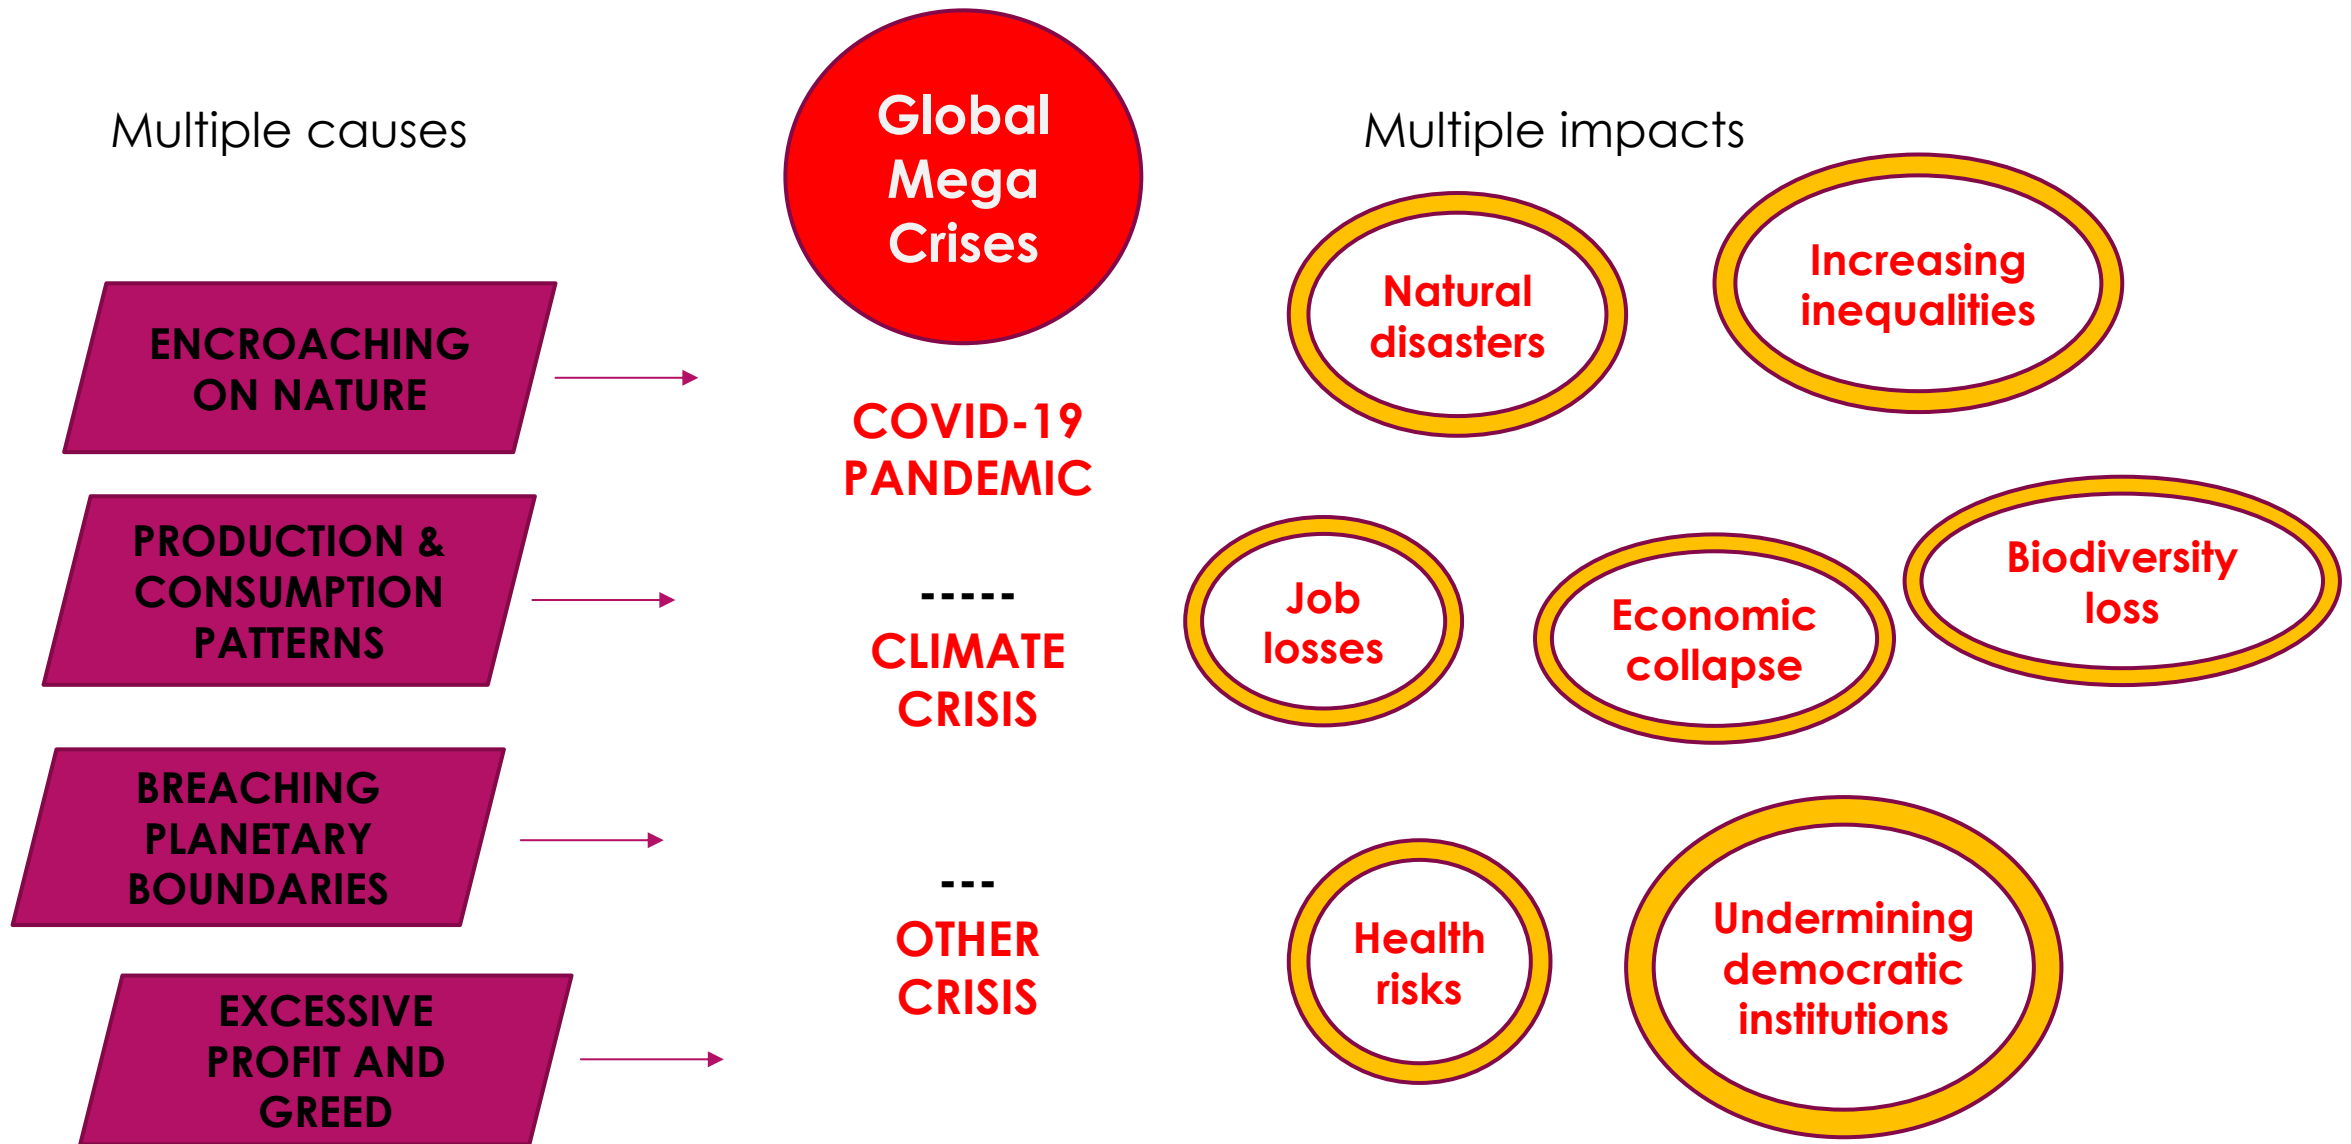 Multiple causes
ENCROACHING
ON NATURE
PRODUCTION &
CONSUMPTION
PATTERNS
BREACHING
PLANETARY
BOUNDARIES
EXCESSIVE
PROFIT AND
GREED
Global
Mega
Crises
COVID-19
PANDEMIC
-----
CLIMATE
CRISIS
---
OTHER
CRISIS
Multiple impacts
Natural
disasters
Increasing
inequalities
Job
losses
Economic
collapse
Biodiversity
loss
Health
risks
Undermining
democratic
institutions